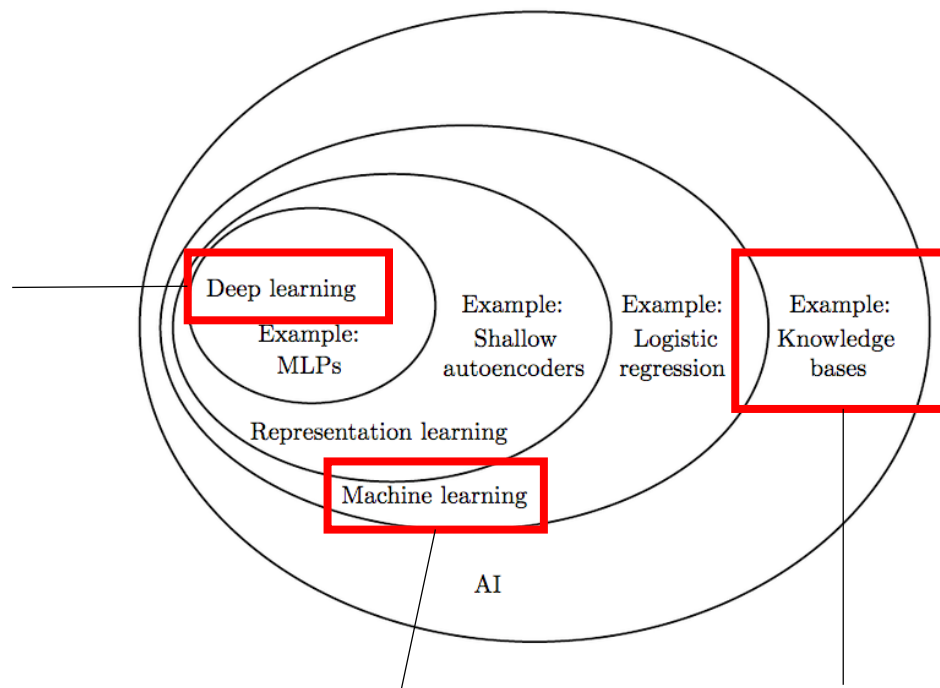 Deep learning
Example:
MLPs
Example:
Shallow
autoencoders
Example:
Logistic
regression
Example:
Knowledge
bases
Representation learning
Machine learning
AI